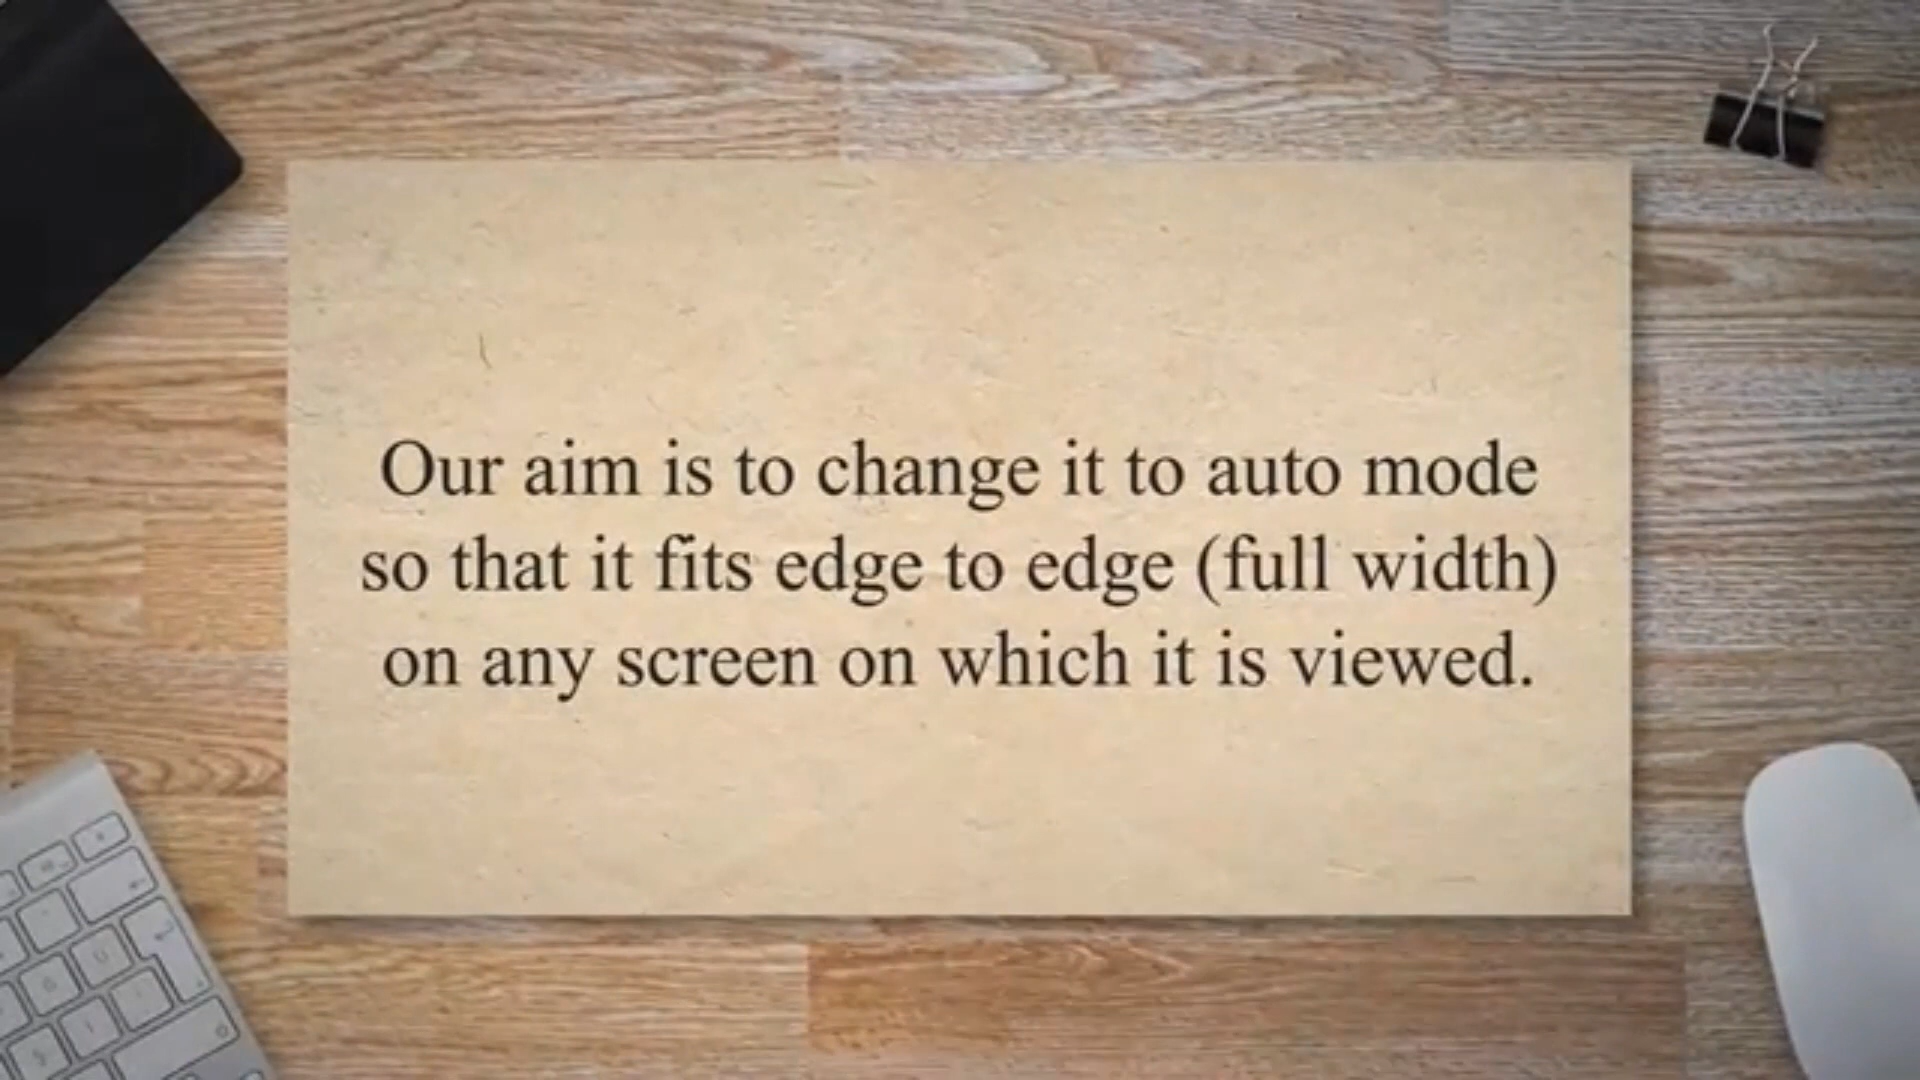 Our aim is to change it to auto mode
so that it fits edge to edge (full width)
on any screen on which it is viewed.